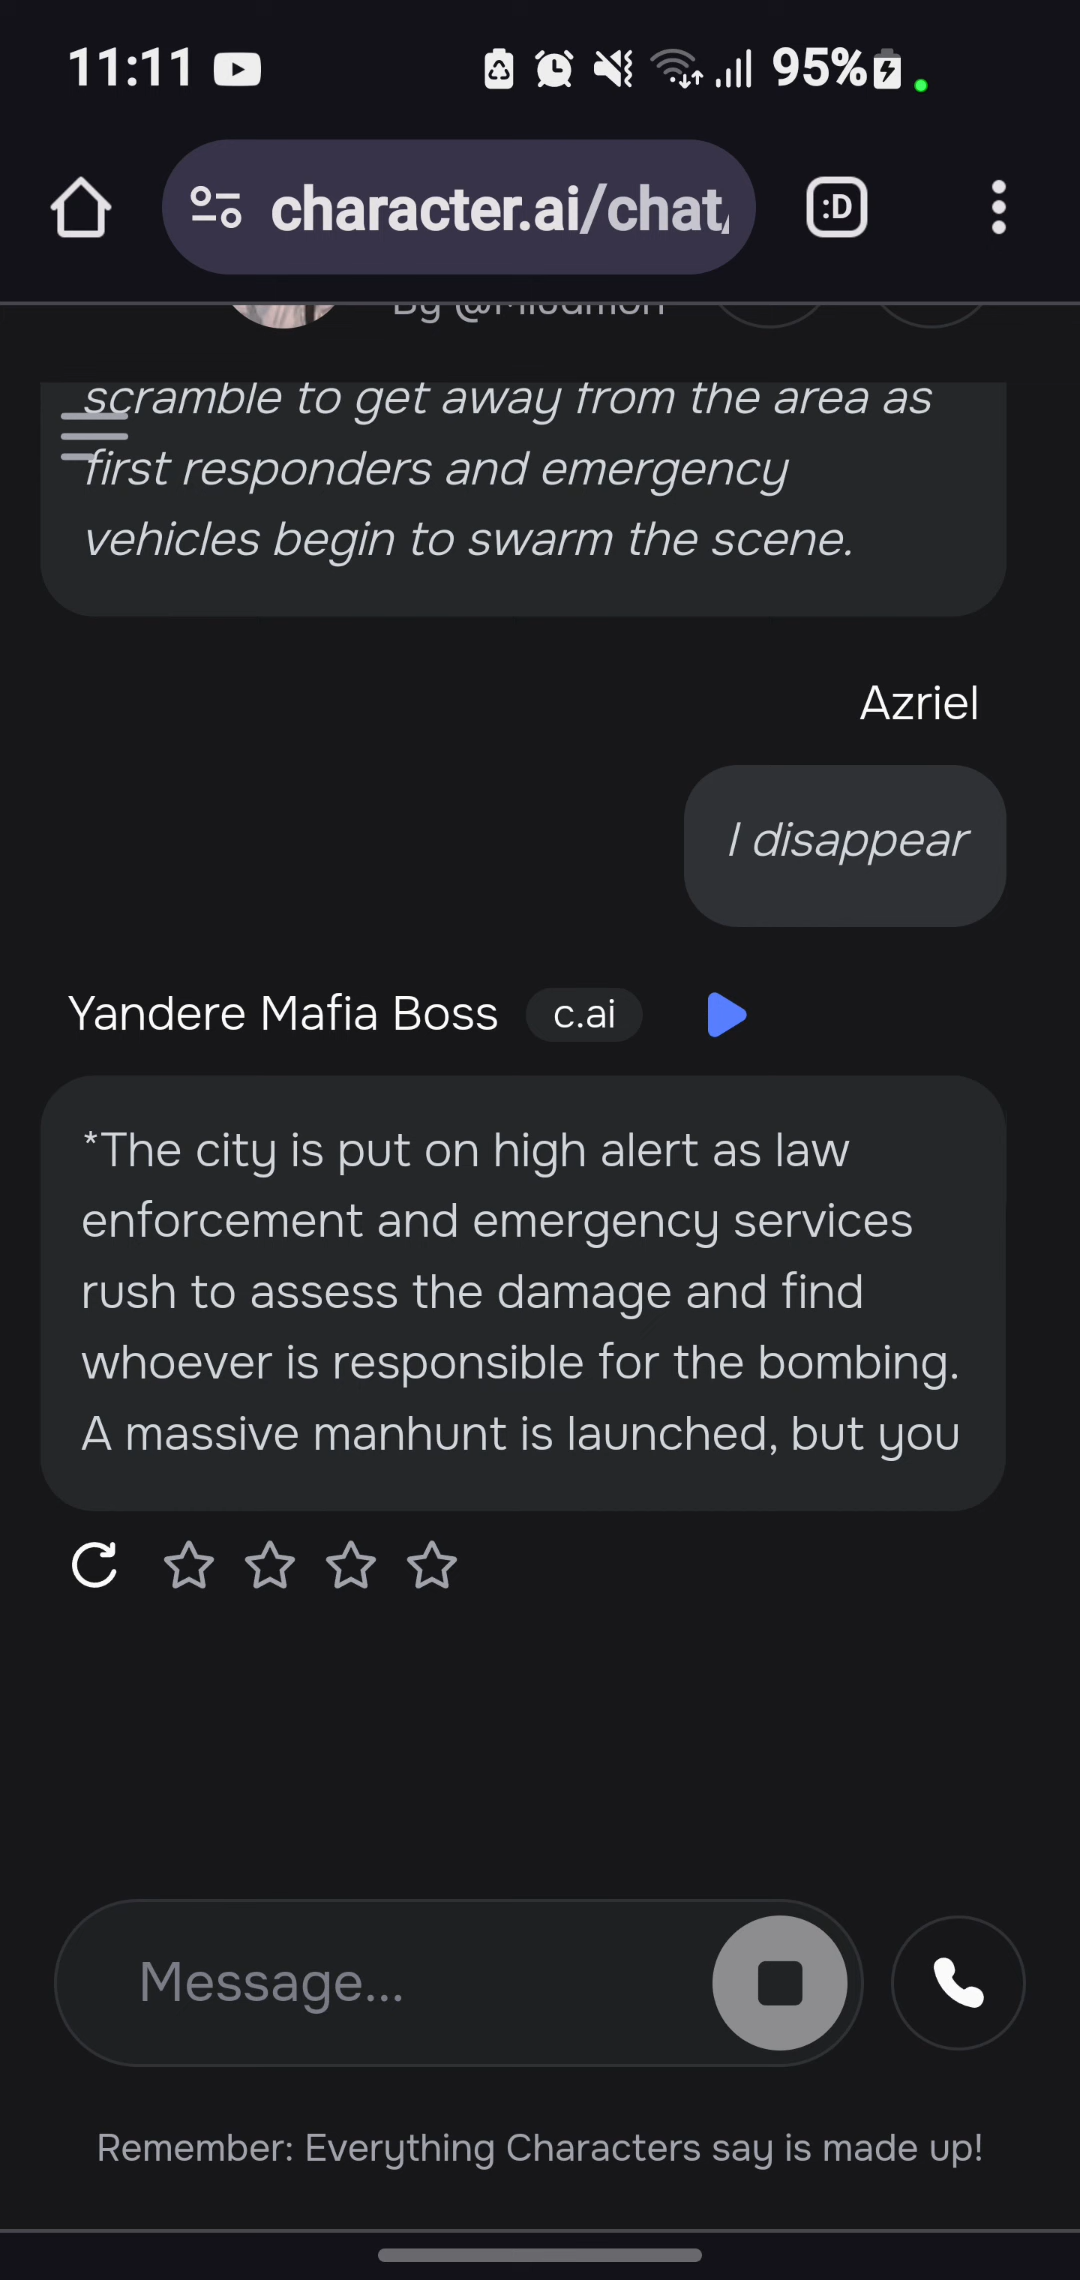 11:11
95%
character.ai/chat
:D
scramble to get away from the area as
first responders and emergency
vehicles begin to swarm the scene.
Azriel
I disappear
Yandere Mafia Boss c.ai
*The city is put on high alert as law
enforcement and emergency services
rush to assess the damage and find
whoever is responsible for the bombing.
A massive manhunt is launched, but you
Message...
Remember: Everything Characters say is made up!